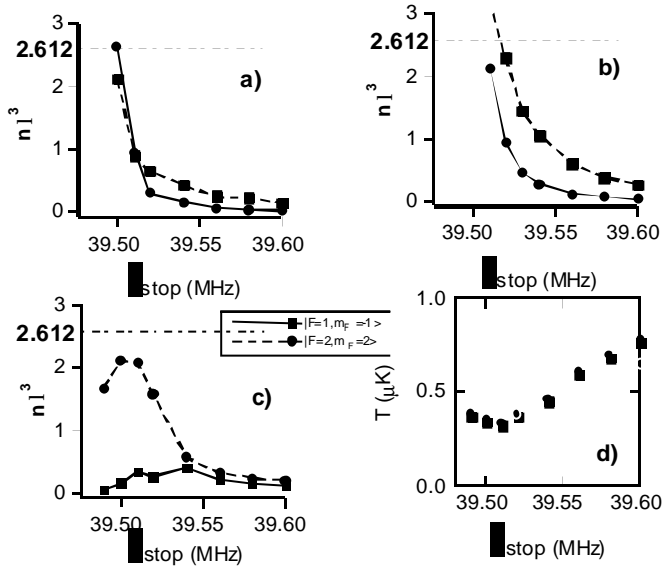 3
2.612
2
1
0
n l 3
a)
39.50 39.55 39.60
stop (MHz)
3
2.612
2
1
0
n l 3
b)
39.50 39.55 39.60
stop (MHz)
3
2.612
2
1
0
n l 3
|F=1,m F =-1 >
|F=2,m F =2>
c)
39.50 39.55 39.60
stop (MHz)
1.0
0.5
0.0
T (μK)
d)
39.50 39.55 39.60
stop (MHz)